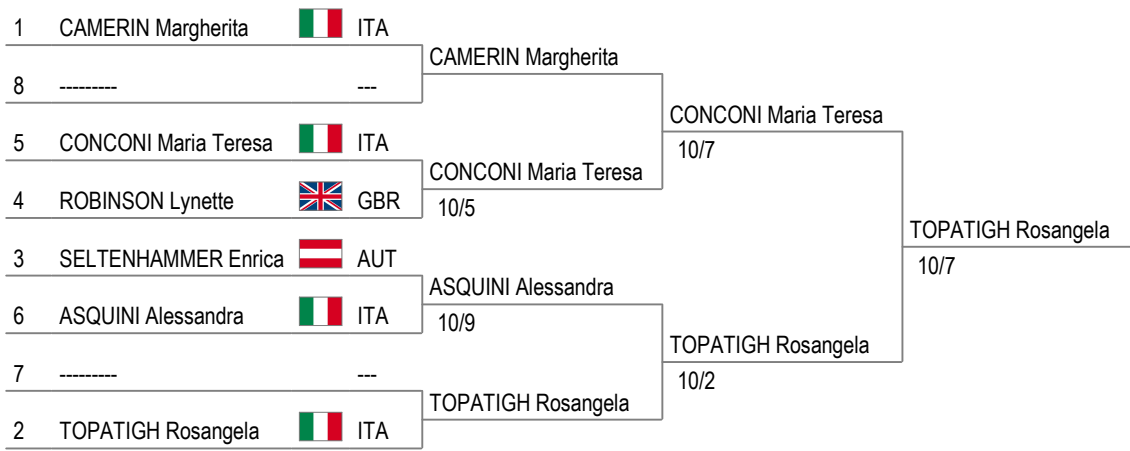 1 CAMERIN Margherita ITA
CAMERIN Margherita
8 --------- ---
CONCONI Maria Teresa
10/7
5 CONCONI Maria Teresa ITA
CONCONI Maria Teresa
10/5
4 ROBINSON Lynette GBR
TOPATIGH Rosangela
10/7
3 SELTENHAMMER Enrica AUT
ASQUINI Alessandra
10/9
6 ASQUINI Alessandra ITA
TOPATIGH Rosangela
10/2
7 --------- ---
TOPATIGH Rosangela
2 TOPATIGH Rosangela ITA